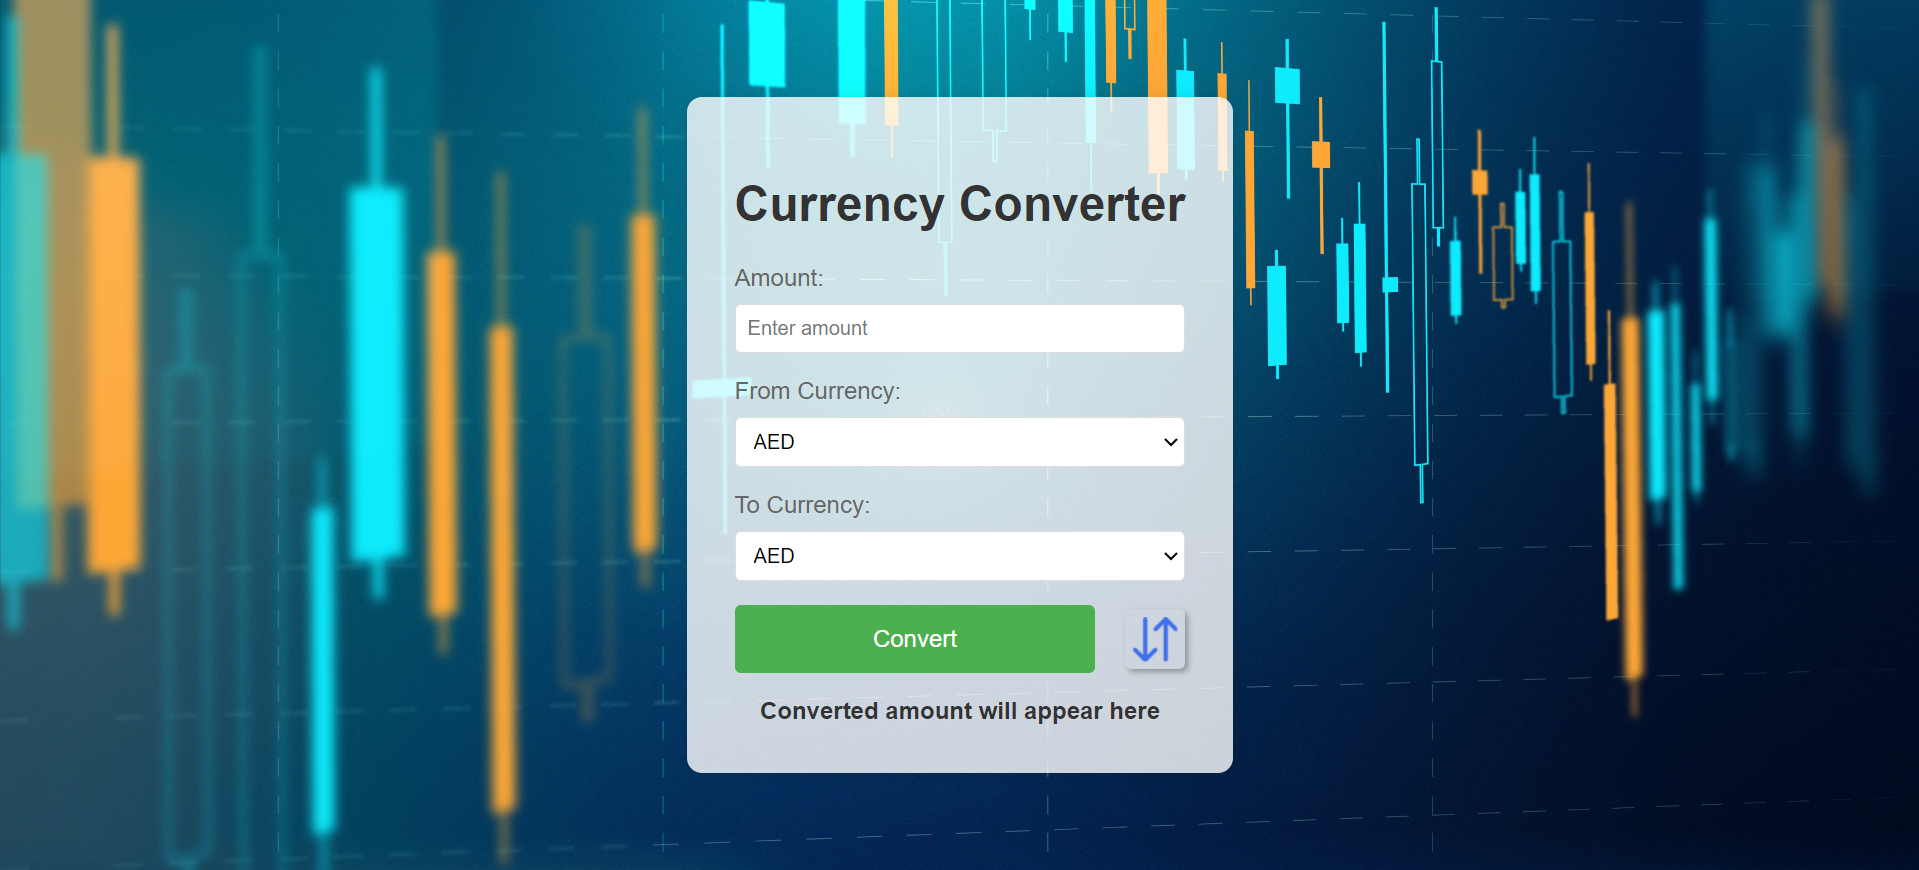 Currency Converter
Amount:
Enter amount
From Currency:
AED
To Currency:
AED
Convert
Converted amount will appear here